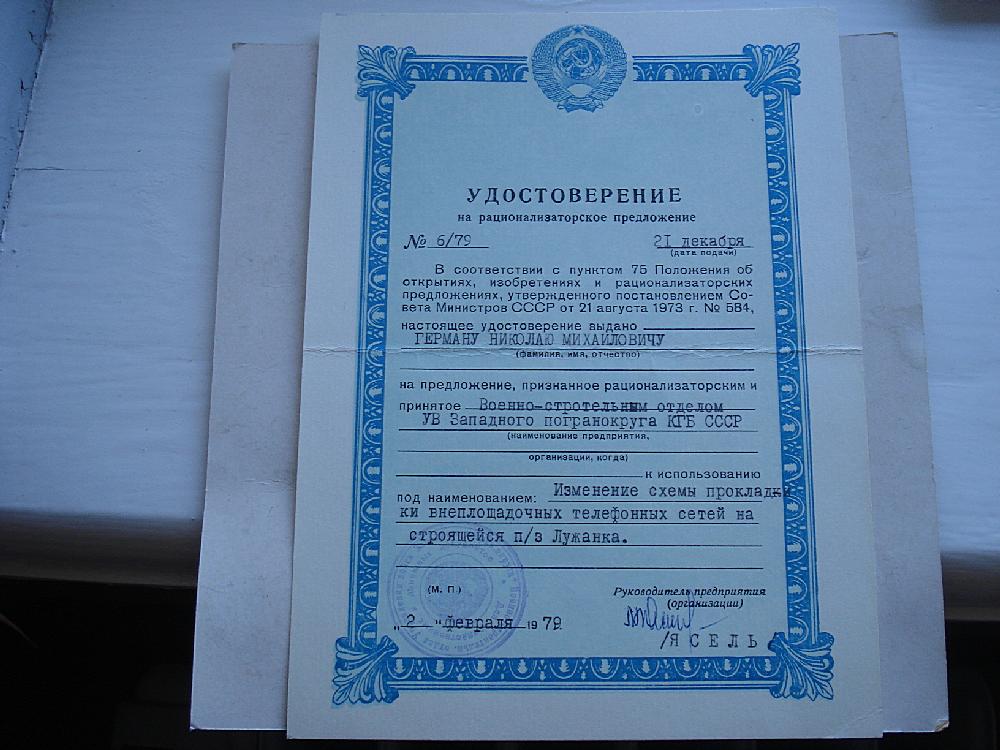 УДОСТОВЕРЕНИЕ
на рационализаторское предложение
№ 6/79 2I декабря
(дата подачи)
В соответствии с пунктом 75 Положения об
открытиях, изобретениях и рационализаторских
предложениях, утвержденного постановлением Со-
вета Министров СССР от 21 августа 1973 г. № 584,
настоящее удостоверение выдано
ГЕРМАНУ НИКОЛАЮ МИХАЙЛОВИЧУ
(фамилия, имя, отчество)
на предложение, признанное рационализаторским и
принятое Военно-стротельным отделом
УВ Западного погранокруга КГБ СССР
(наименование предприятия,
организации, когда)
к использованию
под наименованием: Изменение схемы прокладки
ки внеплощадочных телефонных сетей на
строящейся п/з Лужанка.
(М. П.)
Руководитель предприятия
(организации)
„2 " февраля 1979
/Я С Е Л Ь